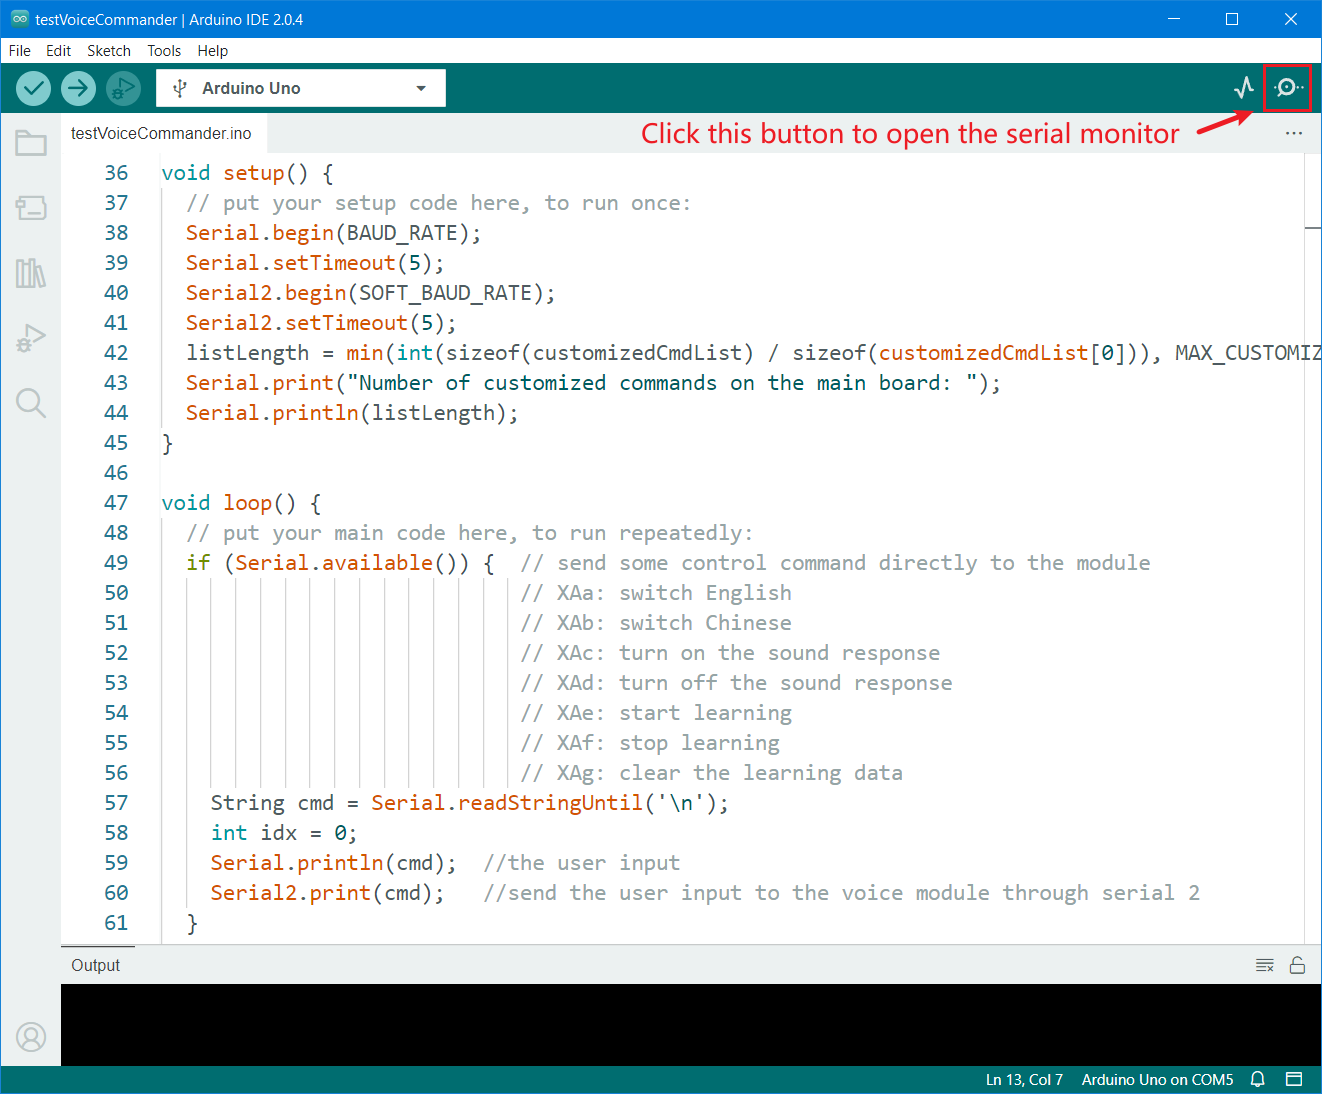 testVoiceCommander | Arduino IDE 2.0.4
File Edit Sketch Tools Help
Arduino Uno
testVoiceCommander.ino
Click this button to open the serial monitor
36 void setup() {
37 // put your setup code here, to run once:
38 Serial.begin(BAUD_RATE);
39 Serial.setTimeout(5);
40 Serial2.begin(SOFT_BAUD_RATE);
41 Serial2.setTimeout(5);
42 listLength = min(int(sizeof(customizedCmdList) / sizeof(customizedCmdList[0])), MAX_CUSTOMIZ
43 Serial.print("Number of customized commands on the main board: ");
44 Serial.println(listLength);
45 }
46
47 void loop() {
48 // put your main code here, to run repeatedly:
49 if (Serial.available()) { // send some control command directly to the module
50 // XAa: switch English
51 // XAb: switch Chinese
52 // XAc: turn on the sound response
53 // XAd: turn off the sound response
54 // XAe: start learning
55 // XAf: stop learning
56 // XAg: clear the learning data
57 String cmd = Serial.readStringUntil('\n');
58 int idx = 0;
59 Serial.println(cmd); //the user input
60 Serial2.print(cmd); //send the user input to the voice module through serial 2
61 }
Output
Ln 13, Col 7 Arduino Uno on COM5